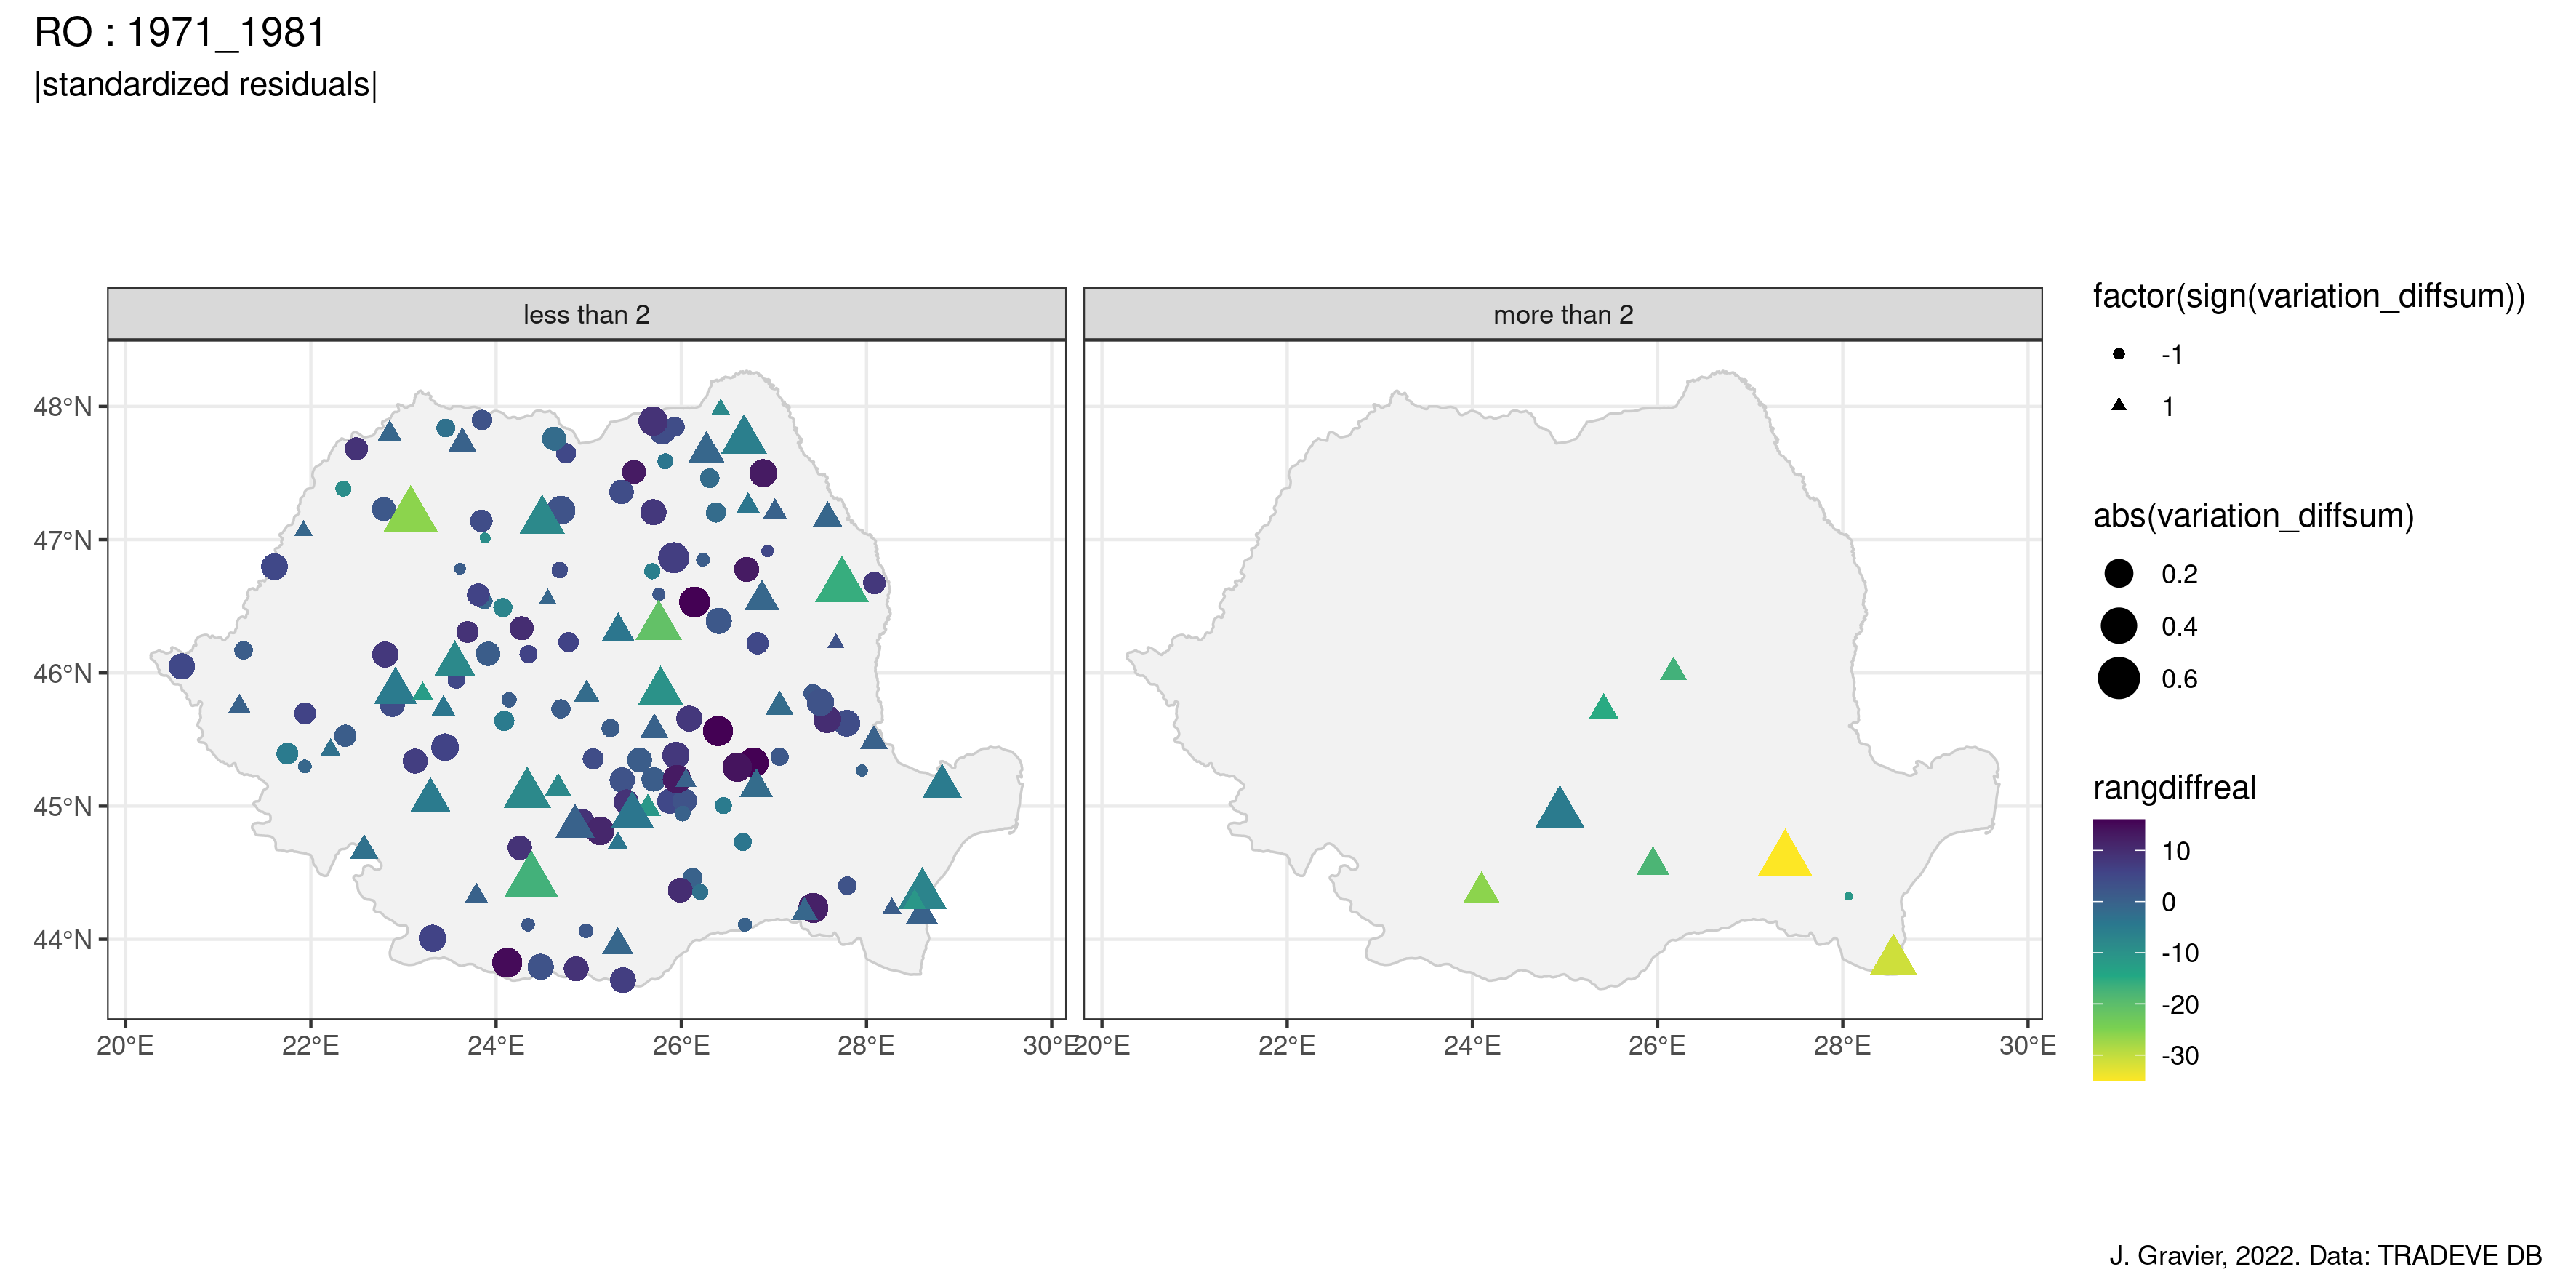 RO : 1971_1981
|standardized residuals|
less than 2
more than 2
48°N
47°N
46°N
45°N
44°N
20°E
22°E
24°E
26°E
28°E
30°E
20°E
22°E
24°E
26°E
28°E
30°E
factor(sign(variation_diffsum))
-1
1
abs(variation_diffsum)
0.2
0.4
0.6
rangdiffreal
10
0
-10
-20
-30
J. Gravier, 2022. Data: TRADEVE DB